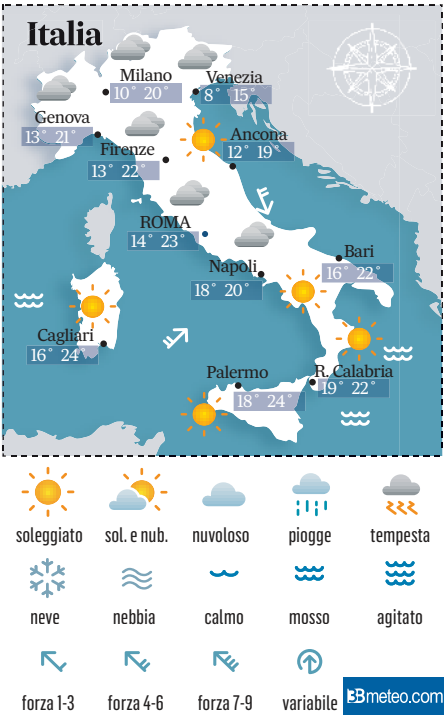 Italia
Milano
10° 20°
Venezia
8° 15°
Genova
13° 21°
Ancona
12° 19°
Firenze
13° 22°
ROMA
14° 23°
Bari
16° 22°
Napoli
18° 20°
Cagliari
16° 24°
Palermo
18° 24°
R. Calabria
19° 22°
soleggiato sol. e nub. nuvoloso piogge tempesta
neve nebbia calmo mosso agitato
forza 1-3 forza 4-6 forza 7-9 variabile
3Bmeteo.com